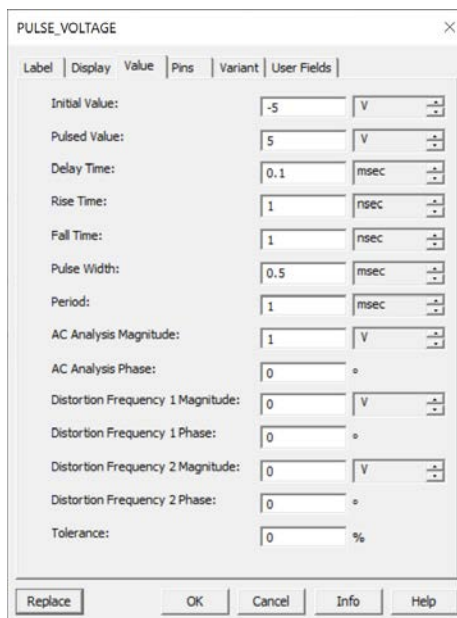 PULSE_VOLTAGE
Label Display Value Pins Variant User Fields
Initial Value: -5 V
Pulsed Value: 5 V
Delay Time: 0.1 msec
Rise Time: 1 nsec
Fall Time: 1 nsec
Pulse Width: 0.5 msec
Period: 1 msec
AC Analysis Magnitude: 1 V
AC Analysis Phase: 0 °
Distortion Frequency 1 Magnitude: 0 V
Distortion Frequency 1 Phase: 0 °
Distortion Frequency 2 Magnitude: 0 V
Distortion Frequency 2 Phase: 0 °
Tolerance: 0 %
Replace OK Cancel Info Help